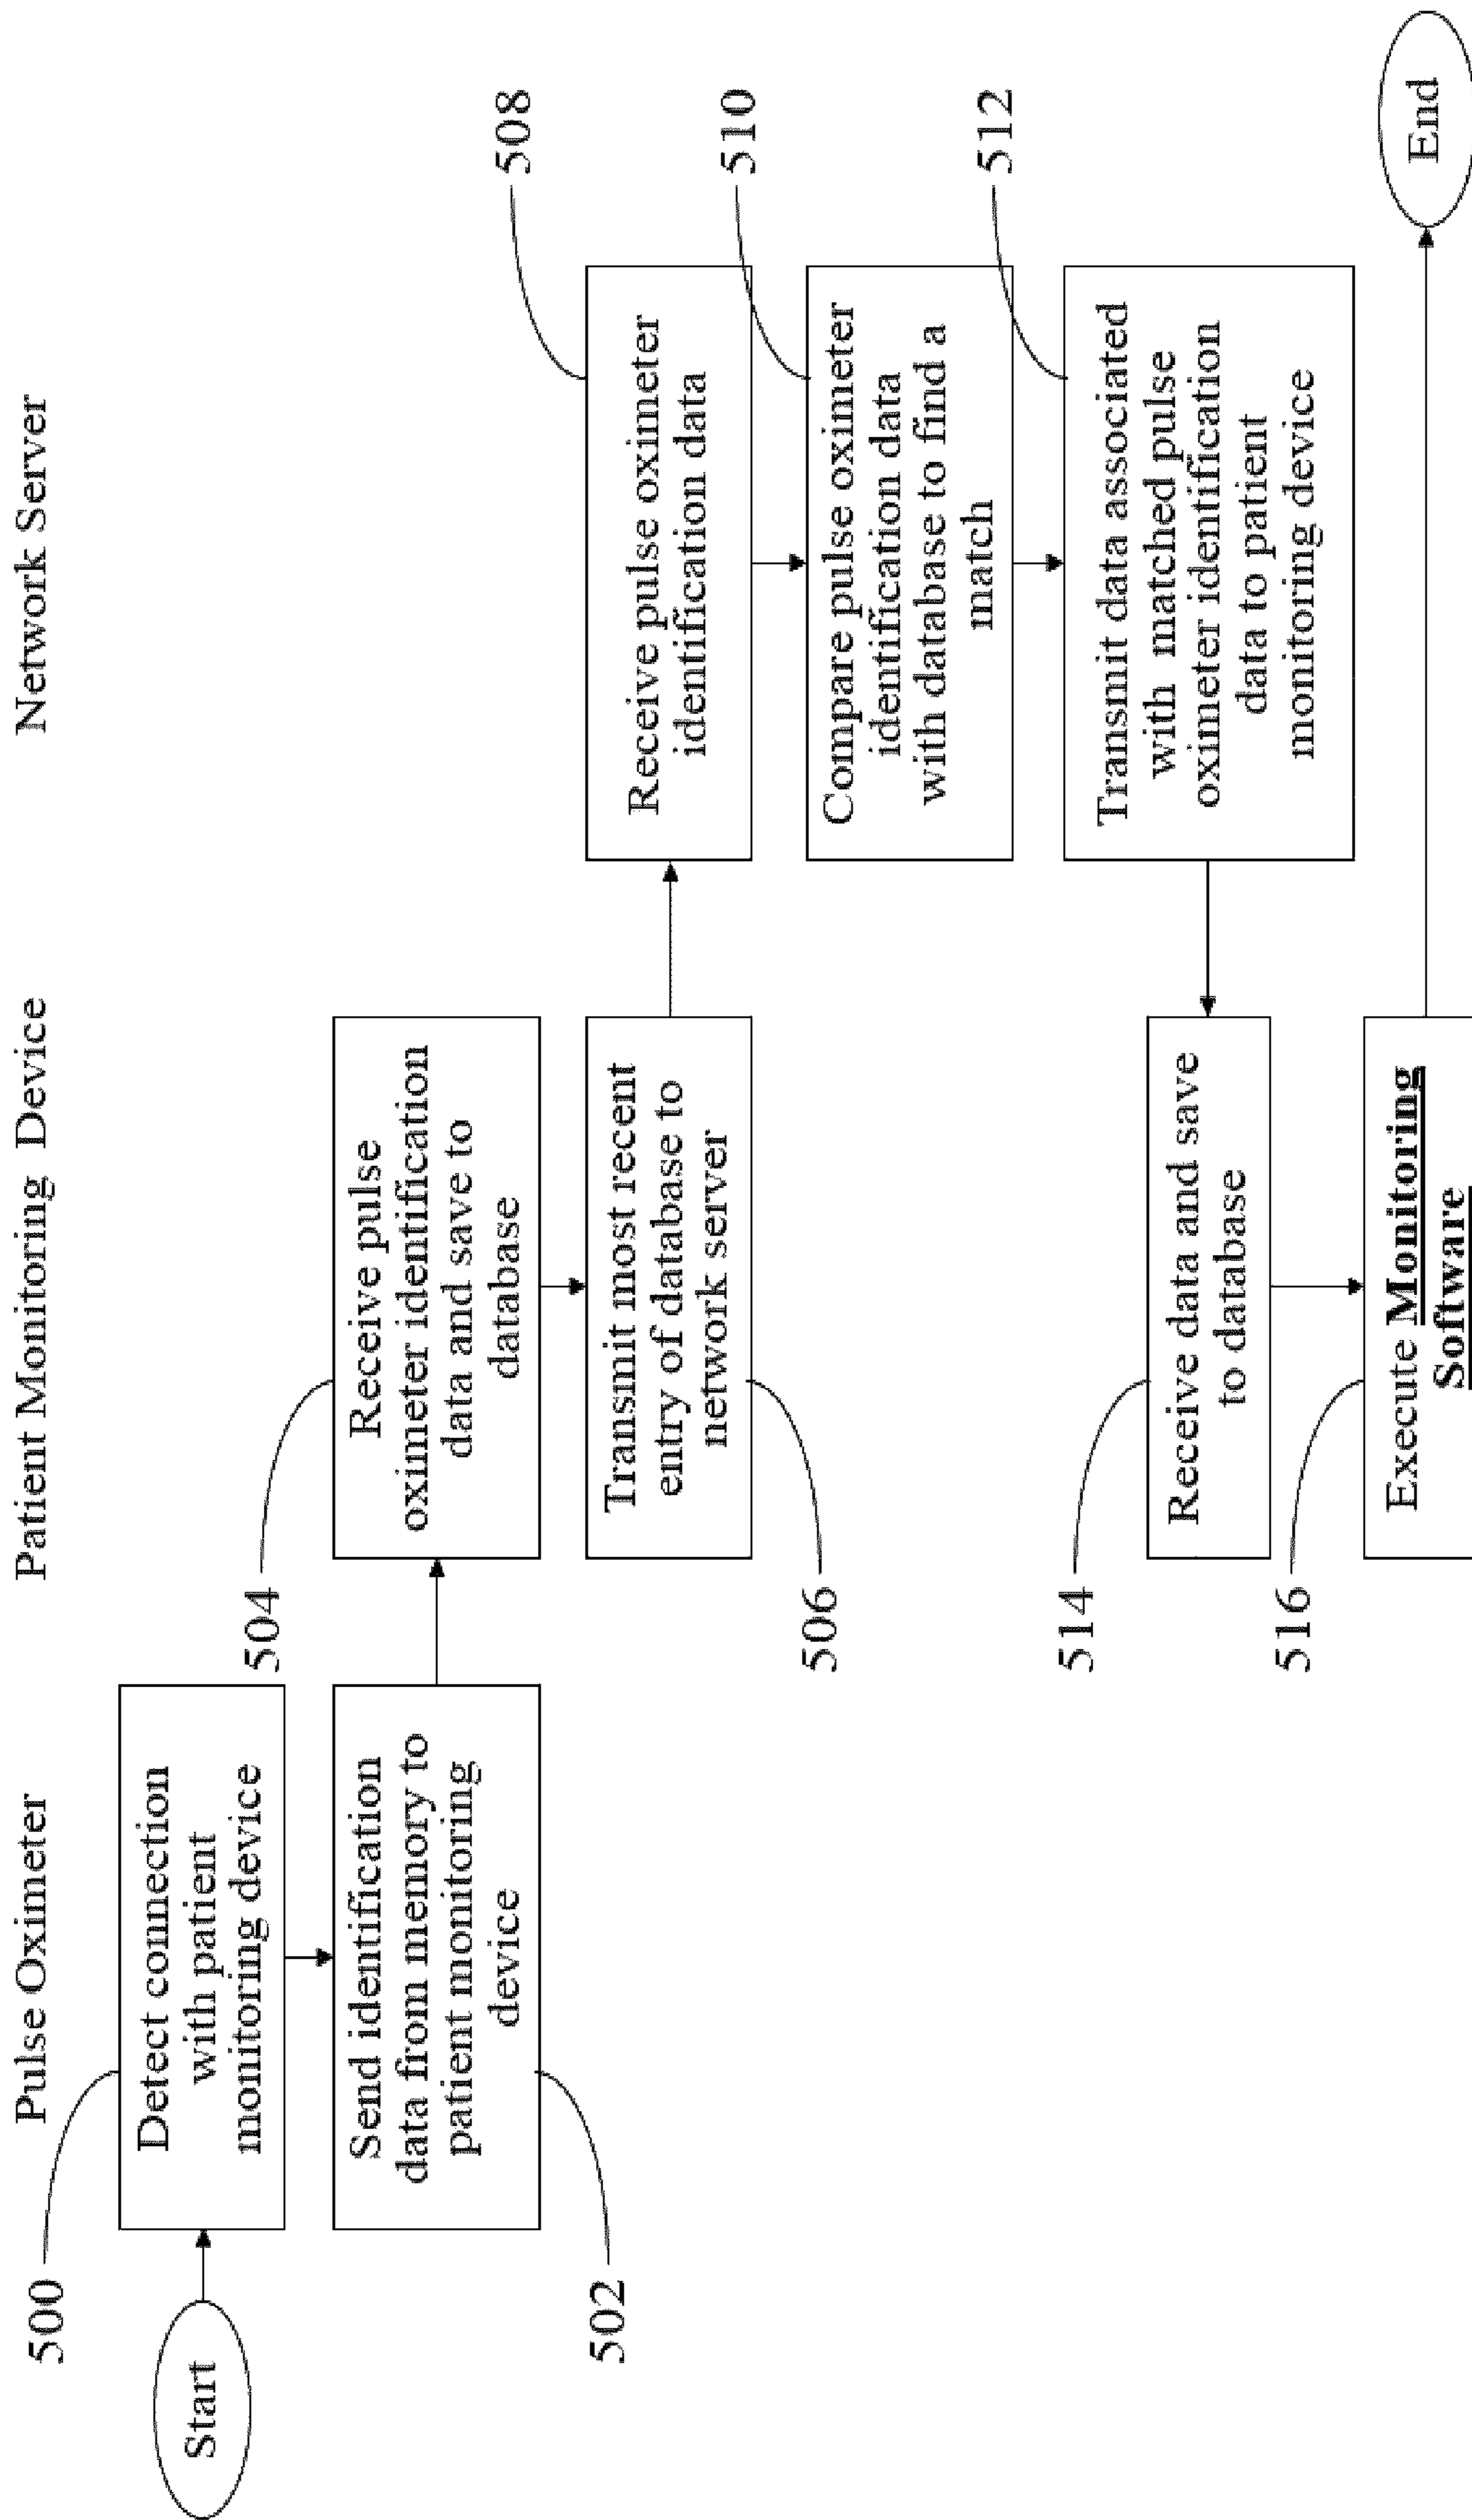 Pulse Oximeter
Patient Monitoring Device
Network Server
Start
500
Detect connection
with patient
monitoring device
Send identification
data from memory to
patient monitoring
device
502
504
Receive pulse
oximeter identification
data and save to
database
Transmit most recent
entry of database to
network server
506
508
Receive pulse oximeter
identification data
510
Compare pulse oximeter
identification data
with database to find a
match
512
Transmit data associated
with matched pulse
oximeter identification
data to patient
monitoring device
514
Receive data and save
to database
516
Execute Monitoring
Software
End